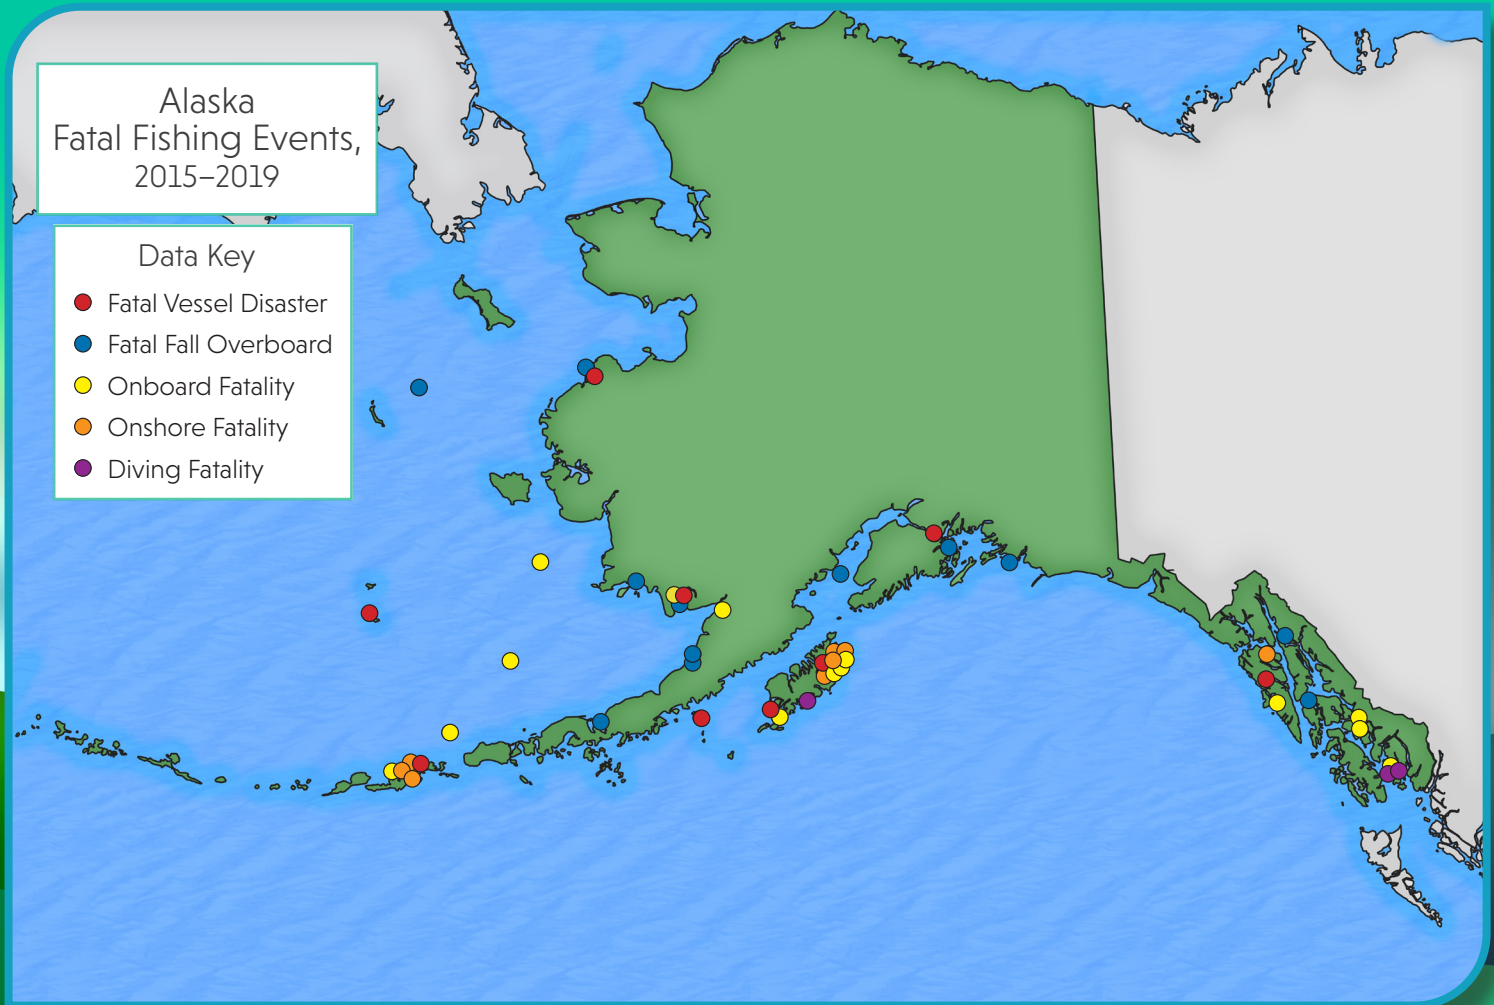 Alaska
Fatal Fishing Events,
2015–2019
Data Key
Fatal Vessel Disaster
Fatal Fall Overboard
Onboard Fatality
Onshore Fatality
Diving Fatality